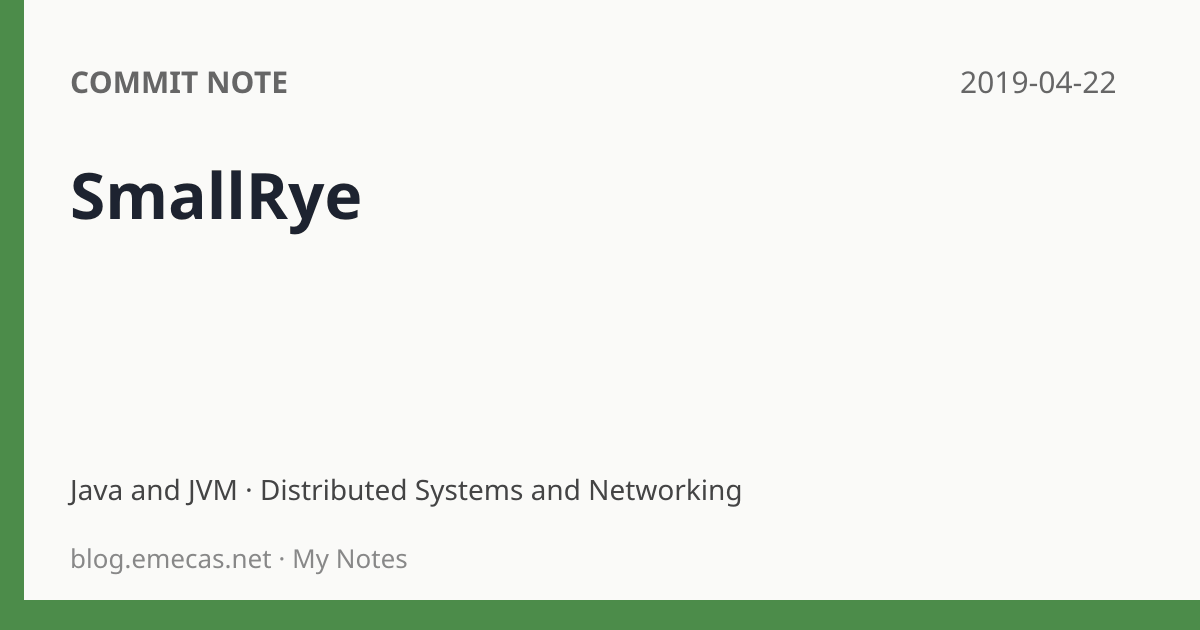 COMMIT NOTE
2019-04-22
SmallRye
Java and JVM · Distributed Systems and Networking
blog.emecas.net · My Notes